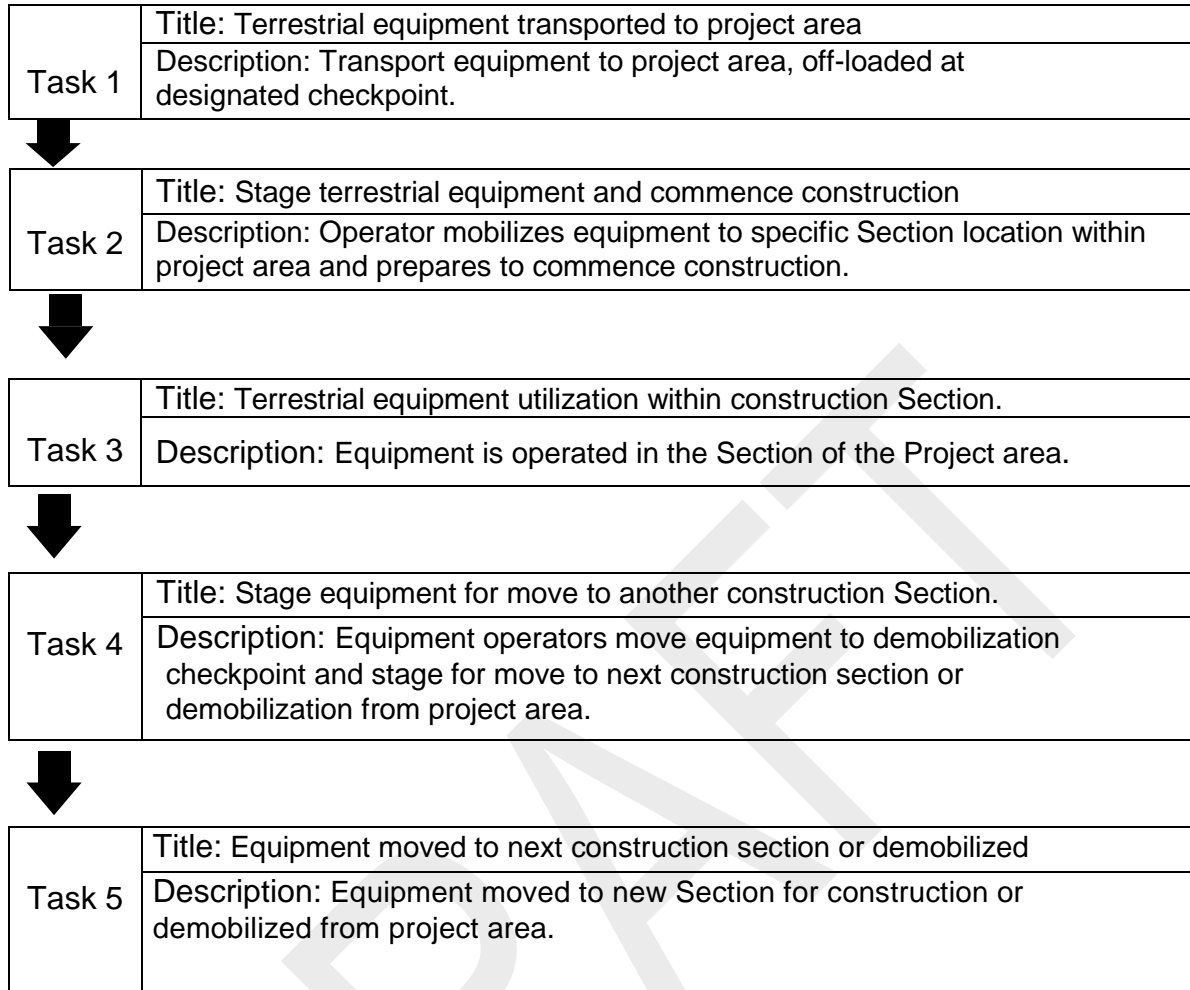 Title: Terrestrial equipment transported to project area
Task 1
Description: Transport equipment to project area, off-loaded at
designated checkpoint.
Title: Stage terrestrial equipment and commence construction
Task 2
Description: Operator mobilizes equipment to specific Section location within
project area and prepares to commence construction.
Title: Terrestrial equipment utilization within construction Section.
Task 3
Description: Equipment is operated in the Section of the Project area.
Title: Stage equipment for move to another construction Section.
Task 4
Description: Equipment operators move equipment to demobilization
checkpoint and stage for move to next construction section or
demobilization from project area.
Title: Equipment moved to next construction section or demobilized
Task 5
Description: Equipment moved to new Section for construction or
demobilized from project area.